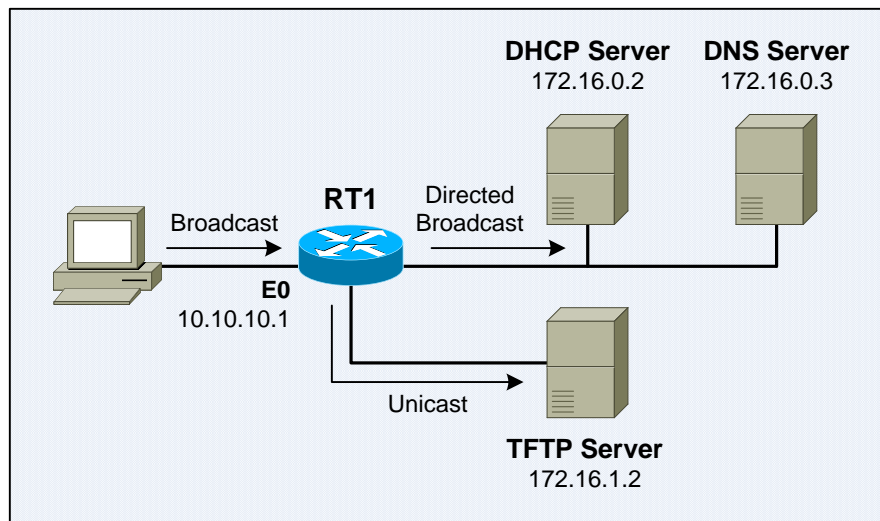 DHCP Server
172.16.0.2
DNS Server
172.16.0.3
Broadcast
RT1
Directed
Broadcast
E0
10.10.10.1
Unicast
TFTP Server
172.16.1.2